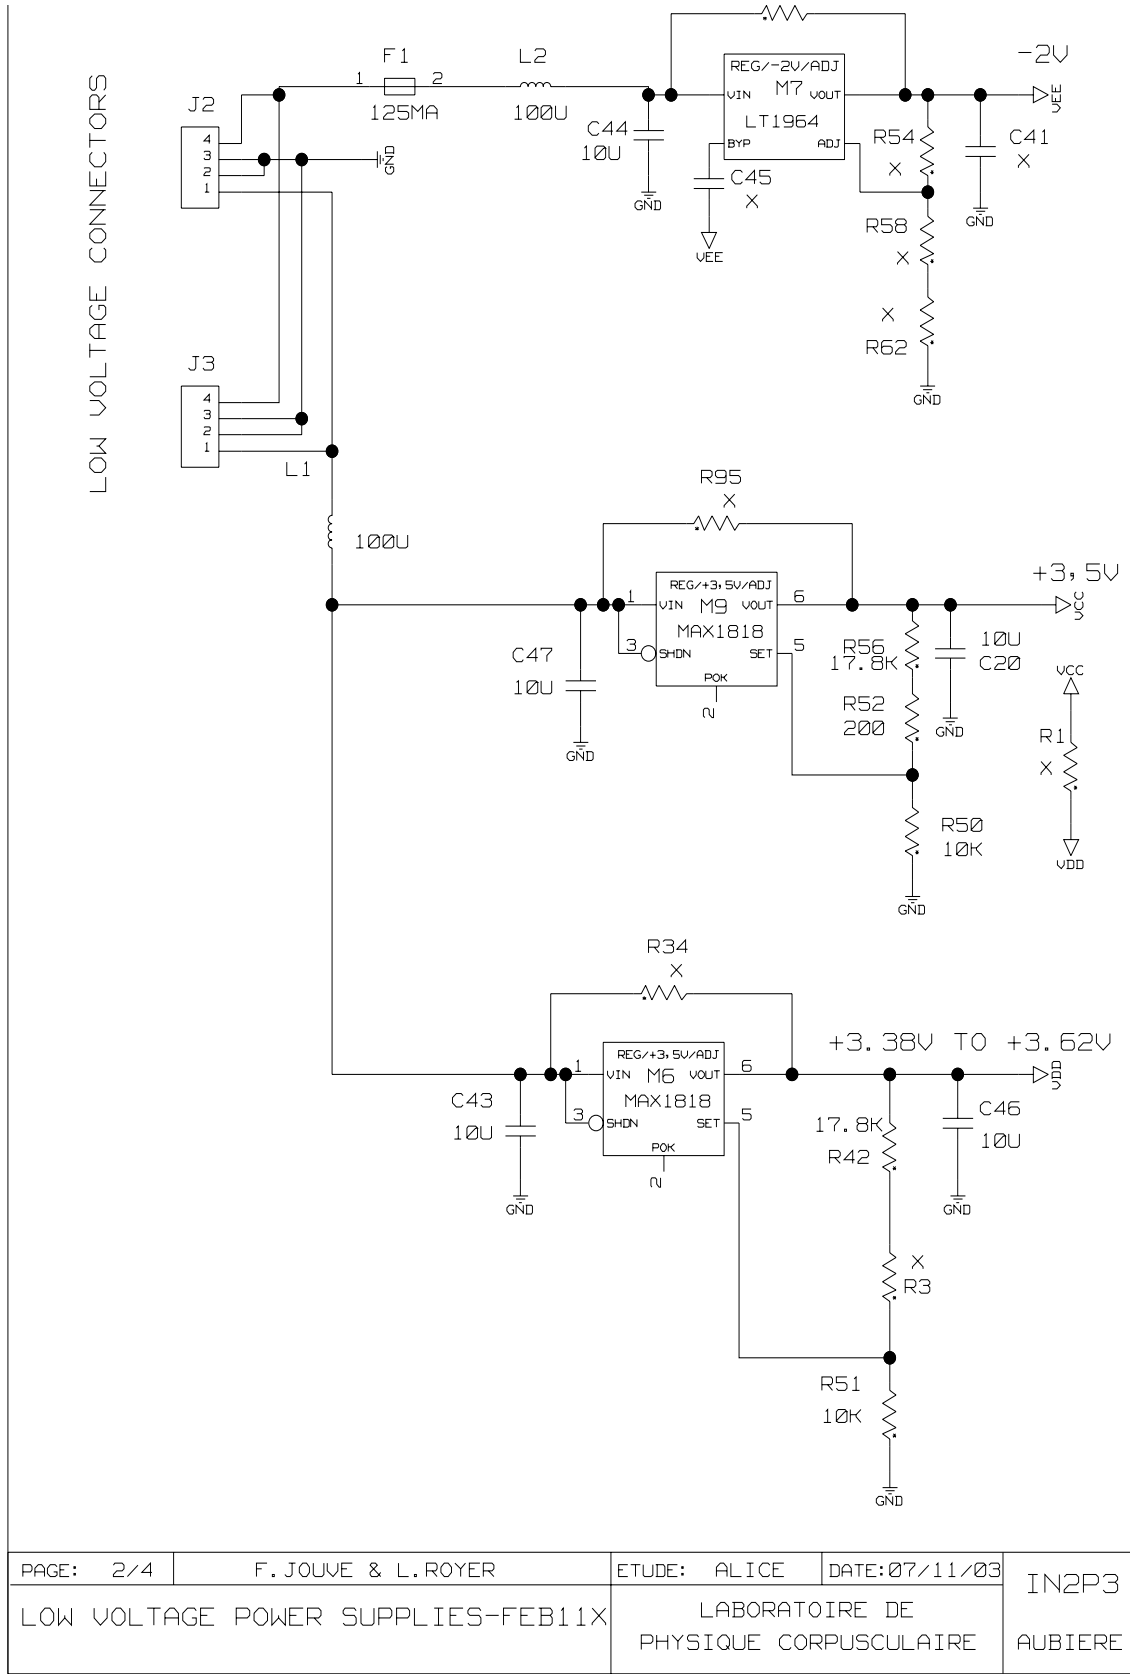 LOW VOLTAGE CONNECTORS
J2
4
3
2
1
F1
1 2
125MA
L2
100U
GND
C44
10U
GND
REG/-2V/ADJ
VIN M7 VOUT
LT1964
BYP ADJ
C45
X
VEE
R54
X
C41
X
GND
-2V
VEE
R58
X
X
R62
GND
J3
4
3
2
1
L1
100U
R95
X
REG/+3,5V/ADJ
1 VIN M9 VOUT 6
MAX1818
3 SHDN SET 5
POK
2
C47
10U
GND
+3,5V
VCC
R56
17.8K
10U
C20
GND
R52
200
R50
10K
GND
VCC
R1
X
VDD
R34
X
REG/+3,5V/ADJ
1 VIN M6 VOUT 6
MAX1818
3 SHDN SET 5
POK
2
C43
10U
GND
+3.38V TO +3.62V
VDD
17.8K
R42
C46
10U
GND
X
R3
R51
10K
GND
PAGE: 2/4
F.JOUVE & L.ROYER
ETUDE: ALICE
DATE:07/11/03
IN2P3
LOW VOLTAGE POWER SUPPLIES-FEB11X
LABORATOIRE DE
PHYSIQUE CORPUSCULAIRE
AUBIERE